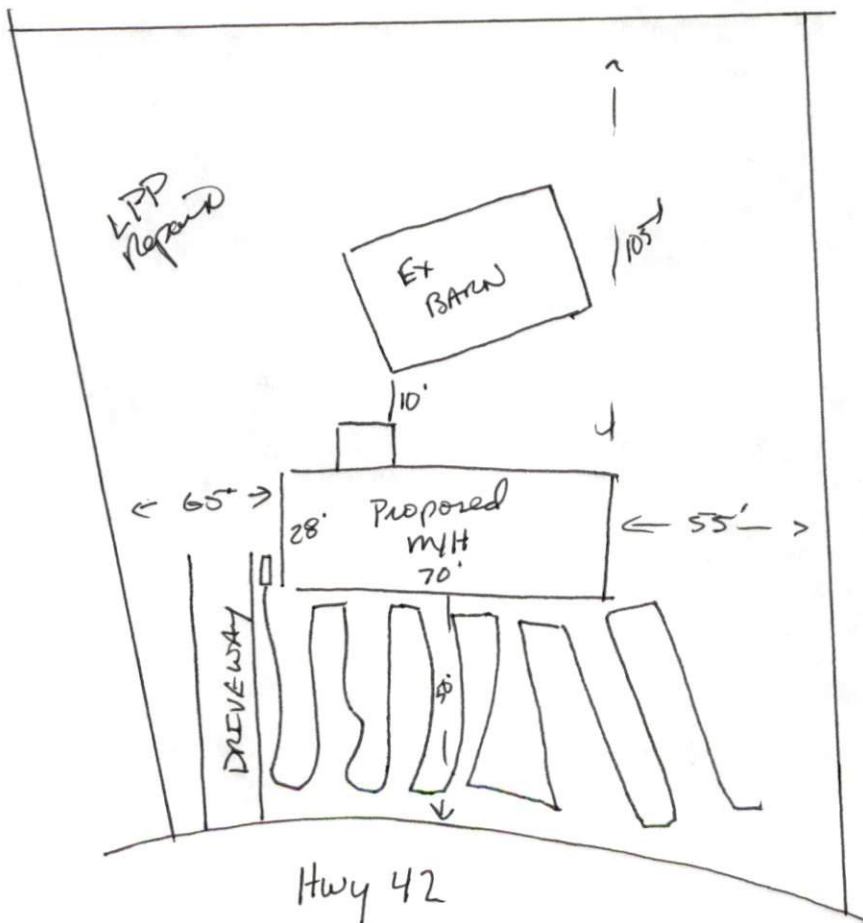 LPP
Repair
Ex
BARN
105'
10'
65'
28'
Proposed
M/H
70'
55'
DRIVEWAY
Hwy 42